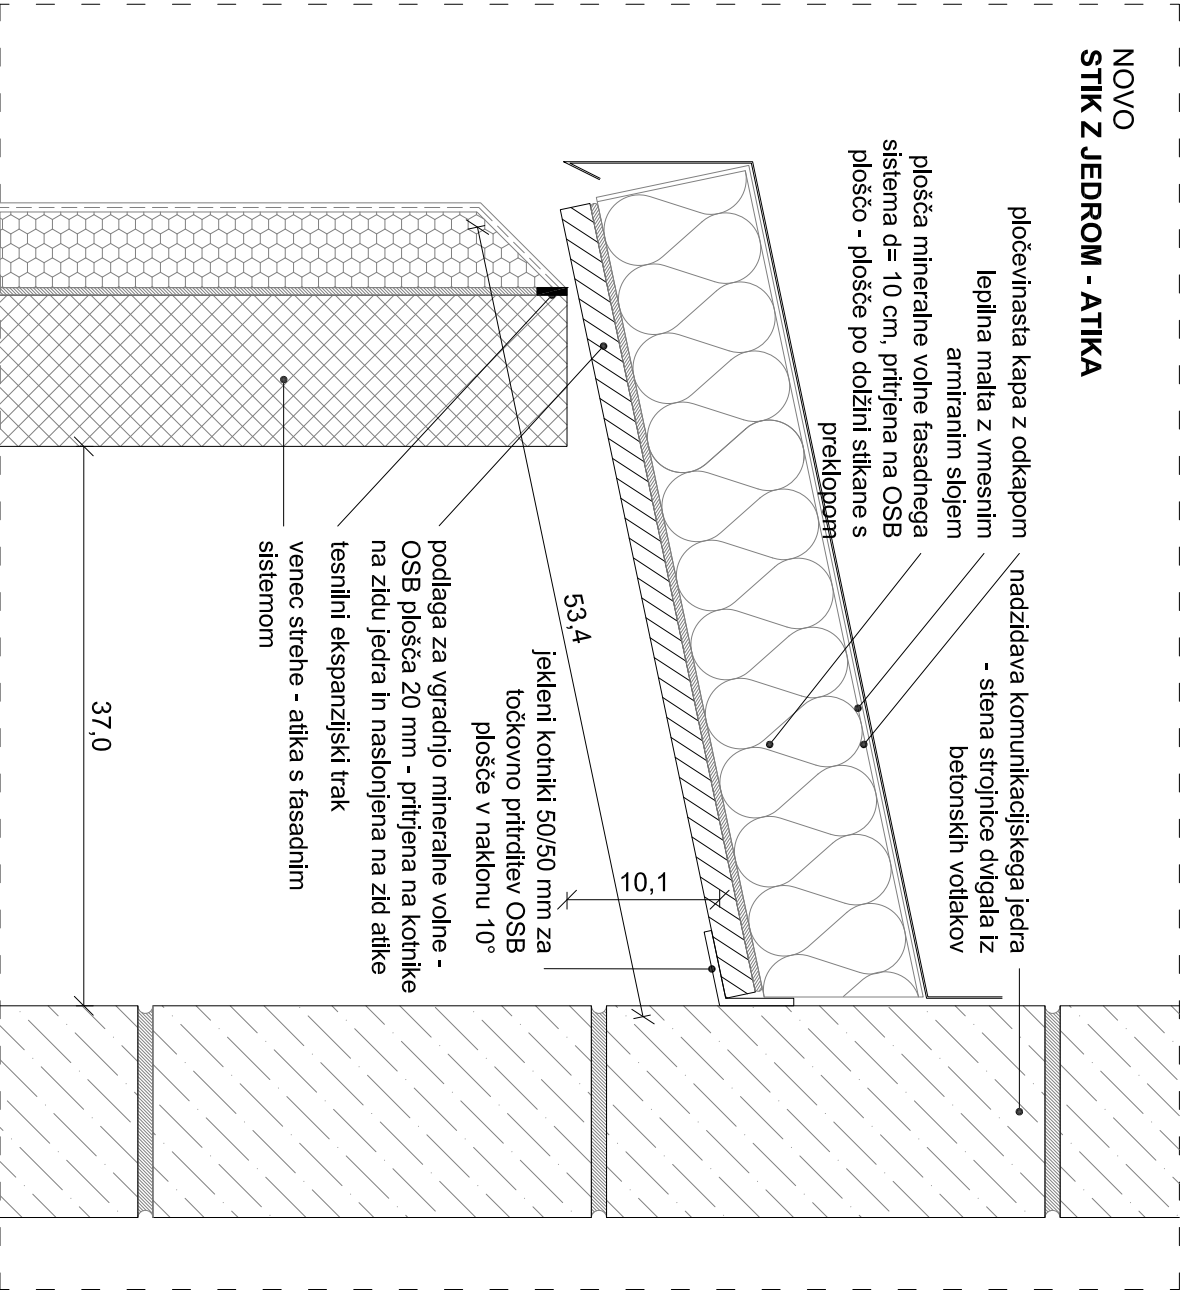 NOVO
STIK Z JEDROM - ATIKA
pločevinasta kapa z odkapom
lepilna malta z vmesnim
armiranim slojem
plošča mineralne volne fasadnega
sistema d= 10 cm, pritrjena na OSB
ploščo - plošče po dolžini stikane s
preklopom
nadzidava komunikacijskega jedra
- stena strojnice dvigala iz
betonskih votlakov
jekleni kotniki 50/50 mm za
točkovno pritrditev OSB
plošče v naklonu 10°
podlaga za vgradnjo mineralne volne -
OSB plošča 20 mm - pritrjena na kotnike
na zidu jedra in naslonjena na zid atike
tesnilni ekspanzijski trak
venec strehe - atika s fasadnim
sistemom
53,4
10,1
37,0